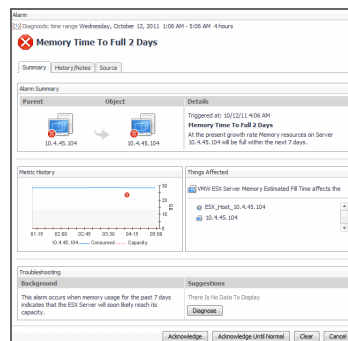 Alarm
Diagnostic time range Wednesday, October 12, 2011 1:06 AM - 5:06 AM 4 hours
Memory Time To Full 2 Days
Summary History/Notes Source
Alarm Summary
Parent Object Details
10.4.45.104 10.4.45.104
Triggered at: 10/12/11 4:06 AM
Memory Time To Full 2 Days
At the present growth rate Memory resources on Server
10.4.45.104 will be full within the next 7 days.
Metric History
30
20
10
0
GB
01:15 02:00 02:45 03:30 04:15 05:00
10.4.45.104 Consumed Capacity
Things Affected
VMW ESX Server Memory Estimated Fill Time affects the
ESX_Host_10.4.45.104
10.4.45.104
Troubleshooting
Background Suggestions
This alarm occurs when memory usage for the past 7 days
indicates that the ESX Server will soon likely reach its
capacity.
There Is No Data To Display
Diagnose
Acknowledge Acknowledge Until Normal Clear Cancel